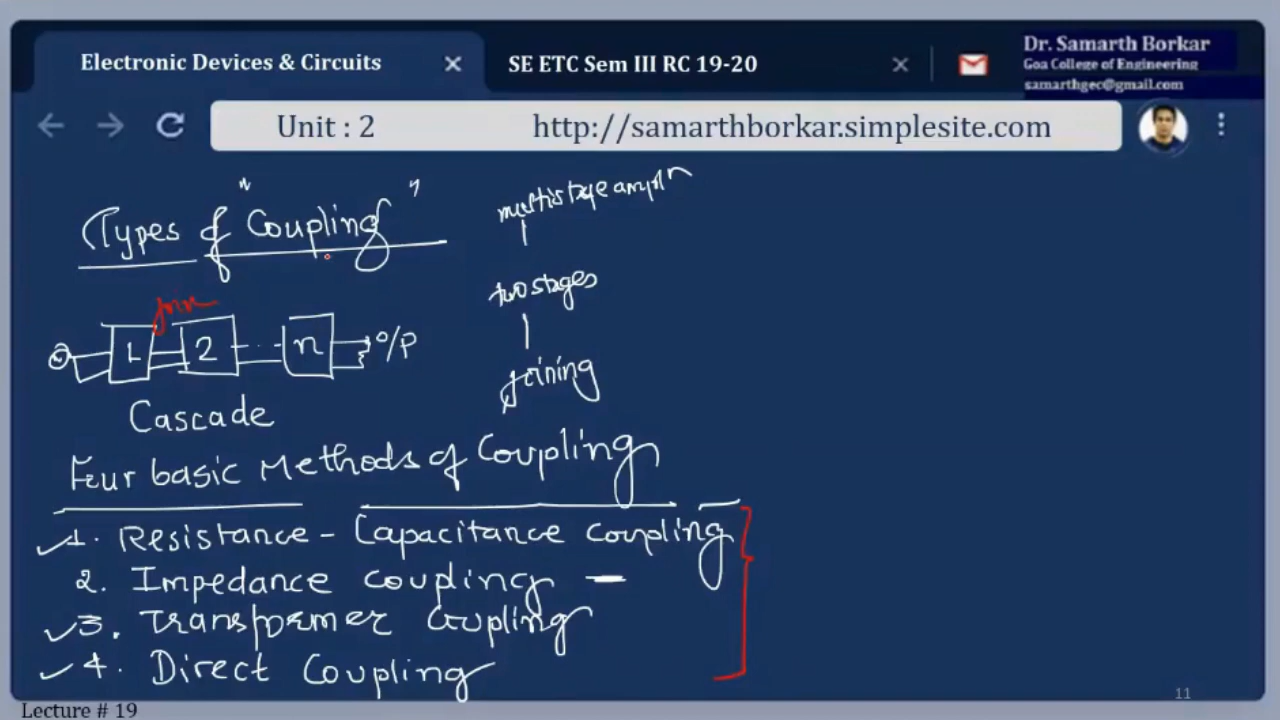 Electronic Devices & Circuits
SE ETC Sem III RC 19-20
Dr. Samarth Borkar
Goa College of Engineering
samarthgec@gmail.com
Unit : 2
http://samarthborkar.simplesite.com
Types of "Coupling"
multistage
two stages
joining
join
1 2 ... n O/P
Cascade
Four basic Methods of Coupling
1. Resistance - Capacitance coupling
2. Impedance coupling -
3. Transformer coupling
4. Direct Coupling
11
Lecture # 19